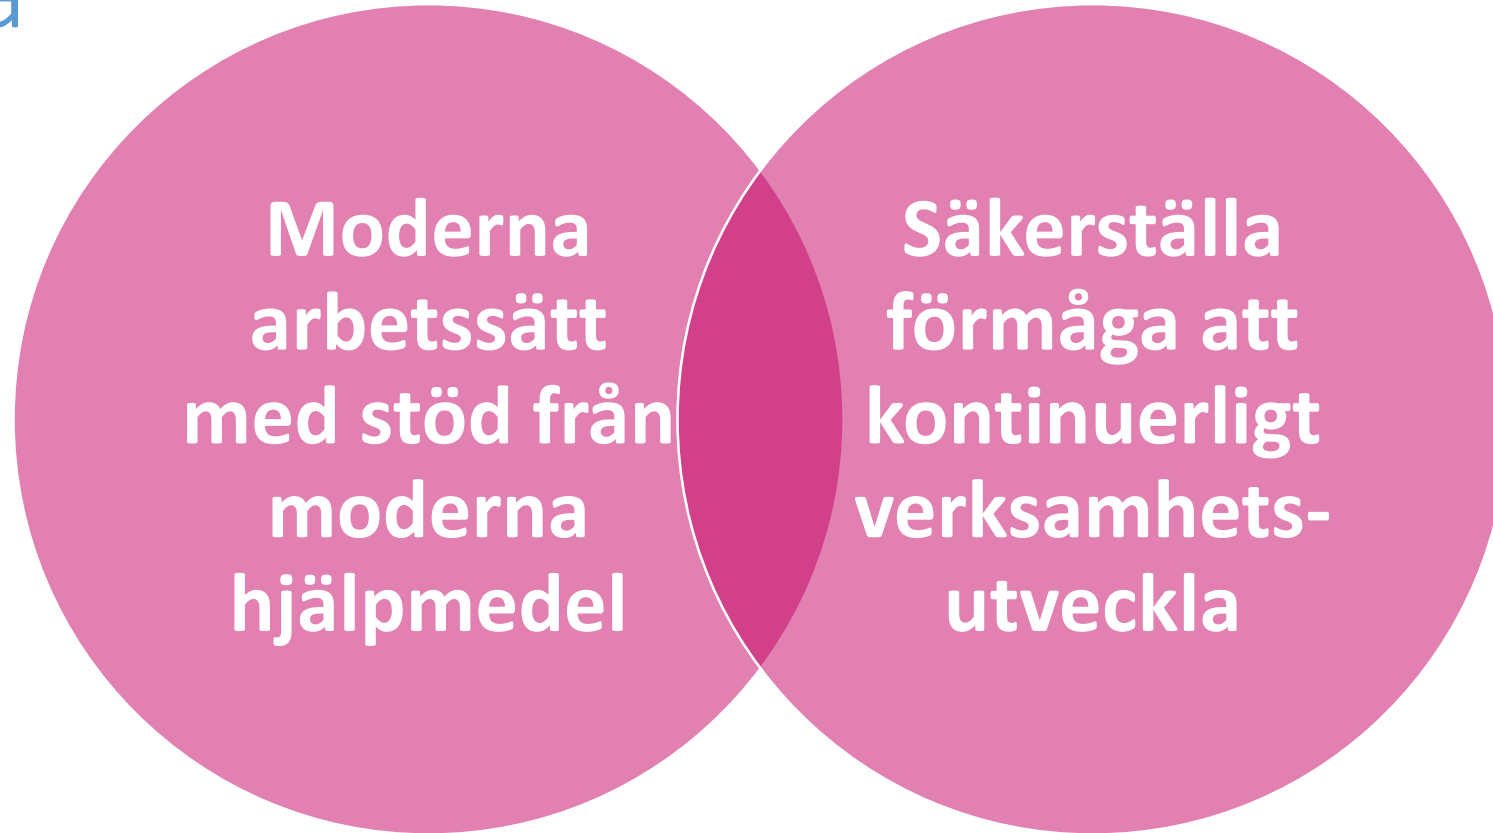 Moderna
arbetssätt
med stöd från
moderna
hjälpmedel
Säkerställa
förmåga att
kontinuerligt
verksamhets-
utveckla